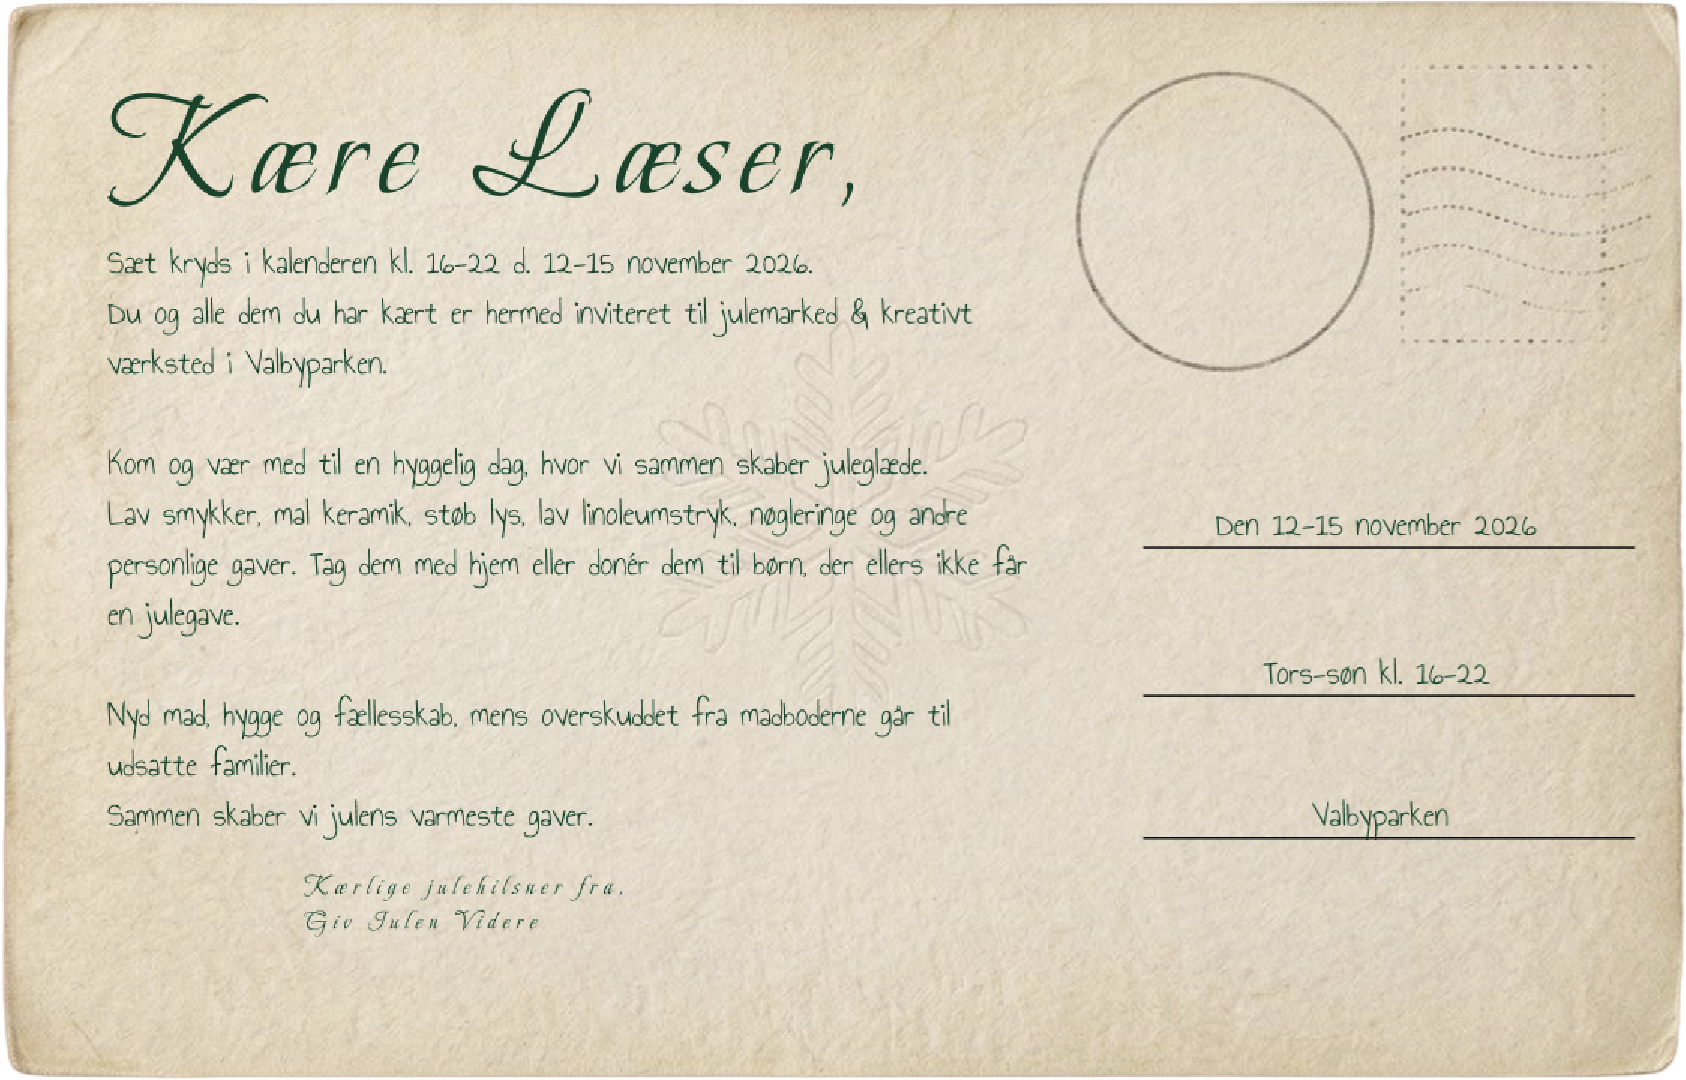 Kære Læser,
Sæt kryds i kalenderen kl. 16-22 d. 12-15 november 2026.
Du og alle dem du har kært er hermed inviteret til julemarked & kreativt
værksted i Valbyparken.
Kom og vær med til en hyggelig dag, hvor vi sammen skaber juleglæde.
Lav smykker, mal keramik, støb lys, lav linoleumstryk, nøgleringe og andre
personlige gaver. Tag dem med hjem eller donér dem til børn, der ellers ikke får
en julegave.
Nyd mad, hygge og fællesskab, mens overskuddet fra madboderne går til
udsatte familier.
Sammen skaber vi julens varmeste gaver.
Kærlige julehilsner fra,
Giv Julen Videre
Den 12-15 november 2026
Tors-søn kl. 16-22
Valbyparken